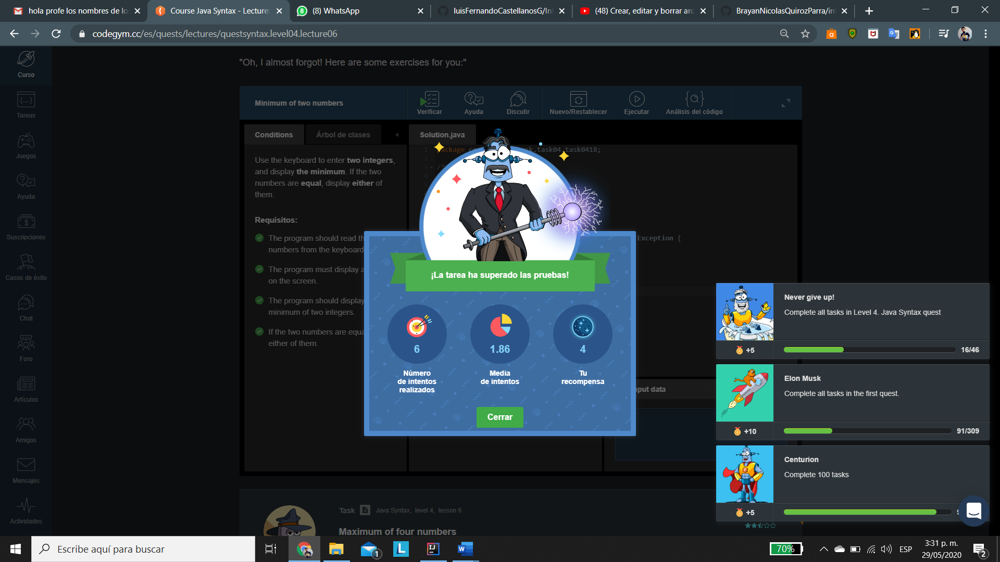 hola profe los nombres de lo
Course Java Syntax - Lecture:
(8) WhatsApp
luisFernandoCastellanosG/Int
(48) Crear, editar y borrar arc
BrayanNicolasQuirozParra/in
codegym.cc/es/quests/lectures/questsyntax.level04.lecture06
Curso
Tareas
Juegos
Ayuda
Suscripciones
Casos de éxito
Chat
Foro
Artículos
Amigos
Mensajes
Actividades
"Oh, I almost forgot! Here are some exercises for you:"
Minimum of two numbers
Verificar
Ayuda
Discutir
Nuevo/Restablecer
Ejecutar
Análisis del código
Conditions
Árbol de clases
Solution.java
Use the keyboard to enter two integers,
and display the minimum. If the two
numbers are equal, display either of
them.
Requisitos:
The program should read th
numbers from the keyboard
The program must display a
on the screen.
The program should display
minimum of two integers.
If the two numbers are equa
either of them.
1
ackage co
sk.task04.task0418;
2
3
/*
4
5
Exception {
put data
¡La tarea ha superado las pruebas!
6
Número
de intentos
realizados
1.86
Media
de intentos
4
Tu
recompensa
Cerrar
Never give up!
Complete all tasks in Level 4. Java Syntax quest
+5
16/46
Elon Musk
Complete all tasks in the first quest.
+10
91/309
Centurion
Complete 100 tasks
+5
Task
Java Syntax, level 4, lesson 6
Maximum of four numbers
Escribe aquí para buscar
1
70%
ESP
3:31 p. m.
29/05/2020
2